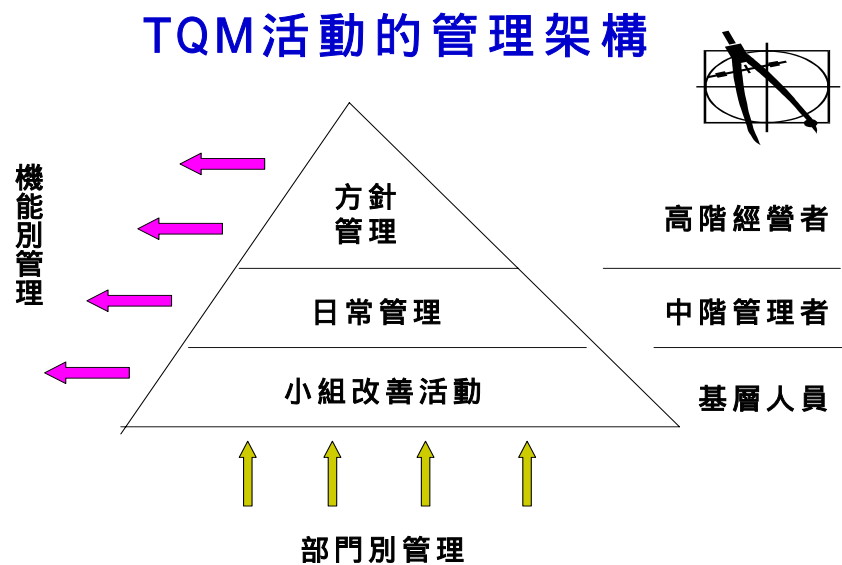 TQM活動的管理架構
機能別管理
方針
管理
高階經營者
日常管理
中階管理者
小組改善活動
基層人員
部門別管理